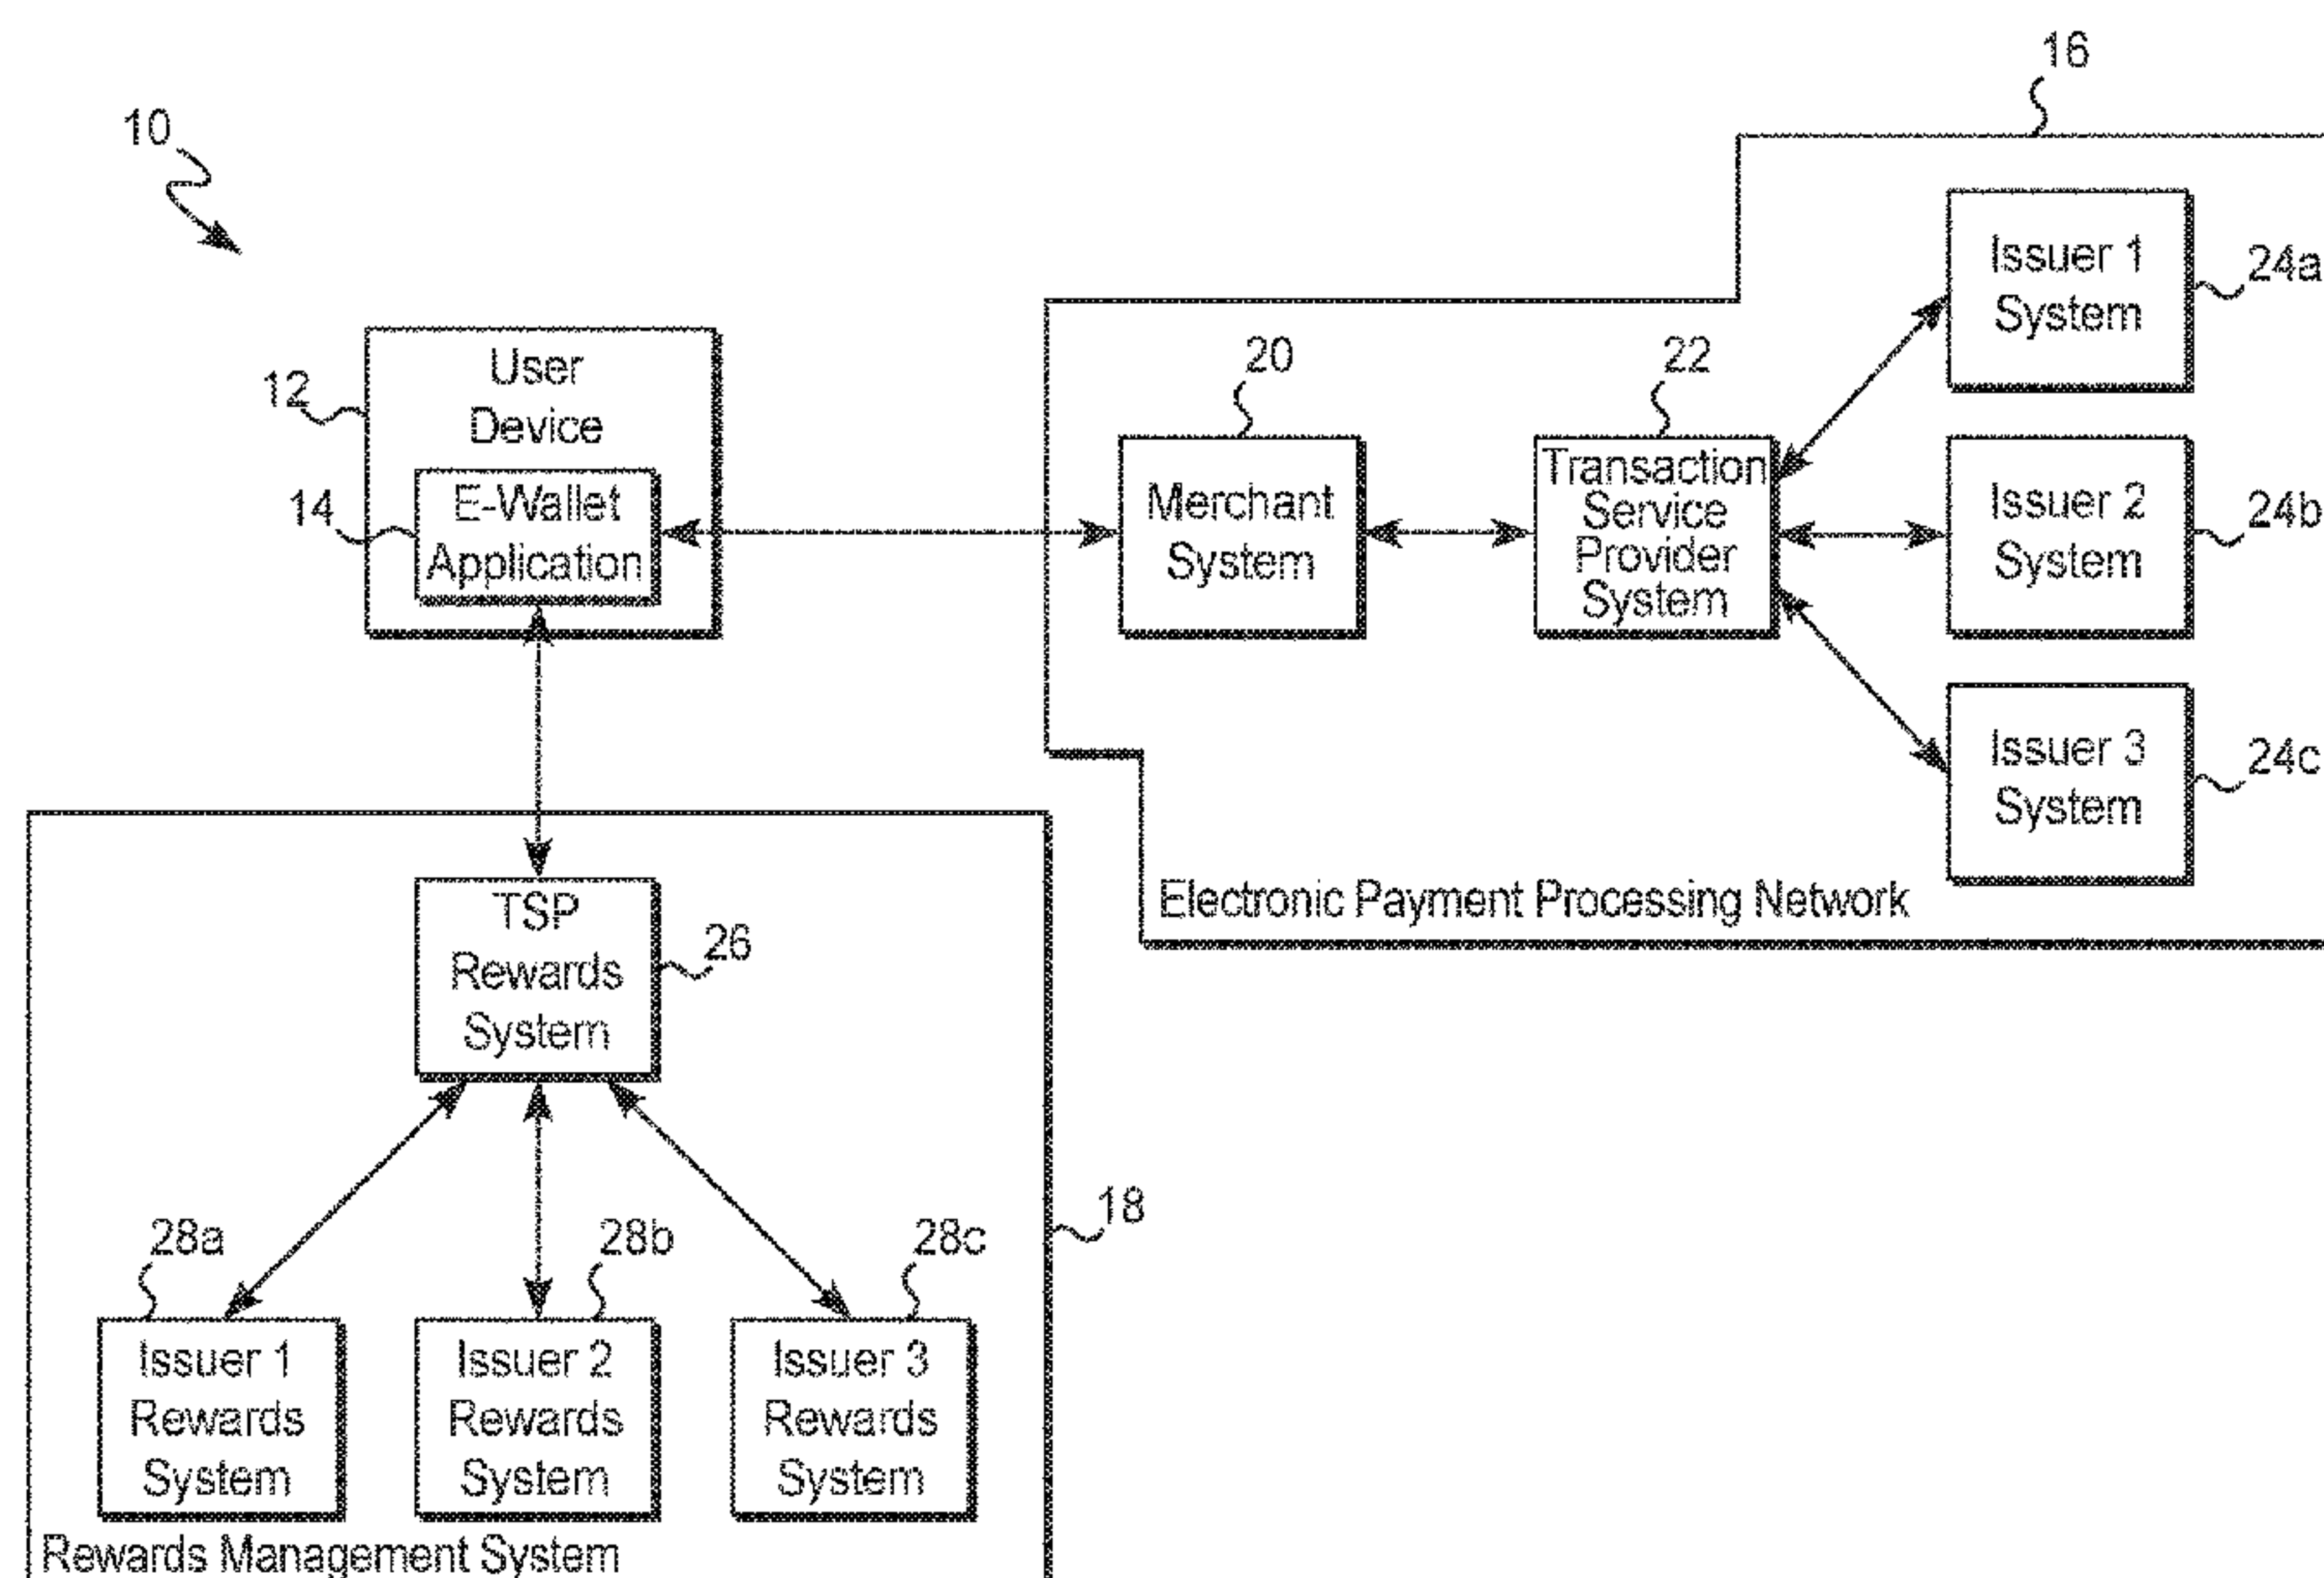 16
10
Issuer 1
System
24a
User
Device
12
20
22
E-Wallet
Application
14
Merchant
System
Transaction
Service
Provider
System
Issuer 2
System
24b
Issuer 3
System
24c
Electronic Payment Processing Network
TSP
Rewards
System
26
18
28a
28b
28c
Issuer 1
Rewards
System
Issuer 2
Rewards
System
Issuer 3
Rewards
System
Rewards Management System